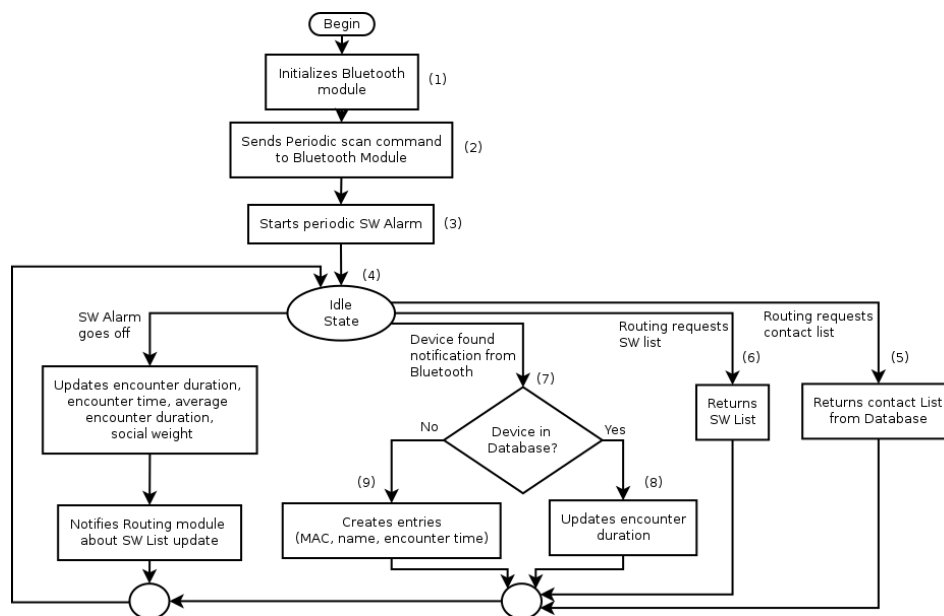 Begin
Initializes Bluetooth
module
(1)
Sends Periodic scan command
to Bluetooth Module
(2)
Starts periodic SW Alarm
(3)
(4)
Idle
State
SW Alarm
goes off
Device found
notification from
Bluetooth
Routing requests
SW list
Routing requests
contact list
(6)
(5)
(7)
Updates encounter duration,
encounter time, average
encounter duration,
social weight
Returns
SW List
Returns contact List
from Database
Device in
Database?
No
Yes
(9)
(8)
Notifies Routing module
about SW List update
Creates entries
(MAC, name, encounter time)
Updates encounter
duration